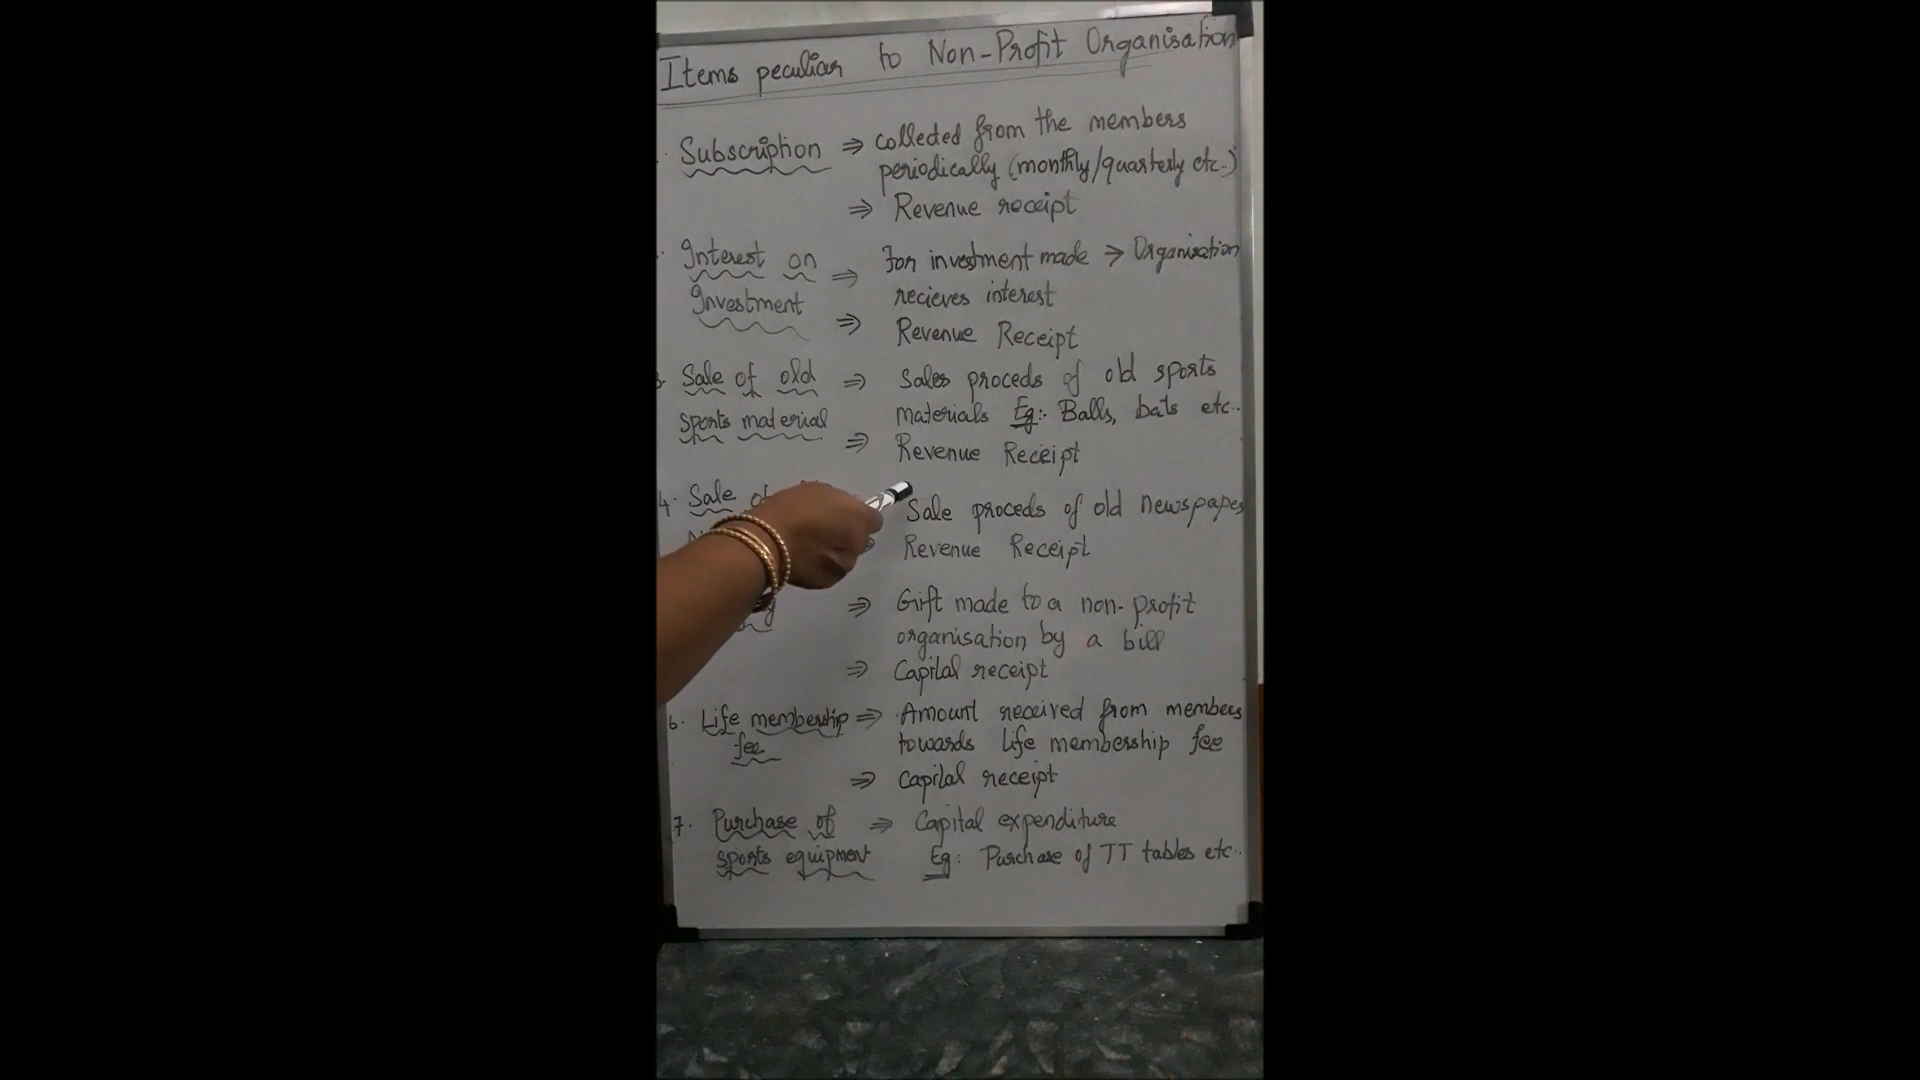 Items peculiar to Non-Profit Organisation
Subscription ⇒ collected from the members
periodically (monthly/quarterly etc..)
⇒ Revenue receipt
Interest on ⇒ For investment made → Organisation
Investment recieves interest
⇒ Revenue Receipt
3. Sale of old ⇒ Sales proceds of old sports
sports material materials Eg:- Balls, bats etc..
⇒ Revenue Receipt
4. Sale Sale proceds of old newspapes
Revenue Receipt
⇒ Gift made to a non-profit
organisation by a bill
⇒ Capital receipt
6. Life membership ⇒ Amount received from members
fee towards life membership fee
⇒ capital receipt
7. Purchase of ⇒ Capital expenditure
sports equipment Eg: Purchase of TT tables etc..